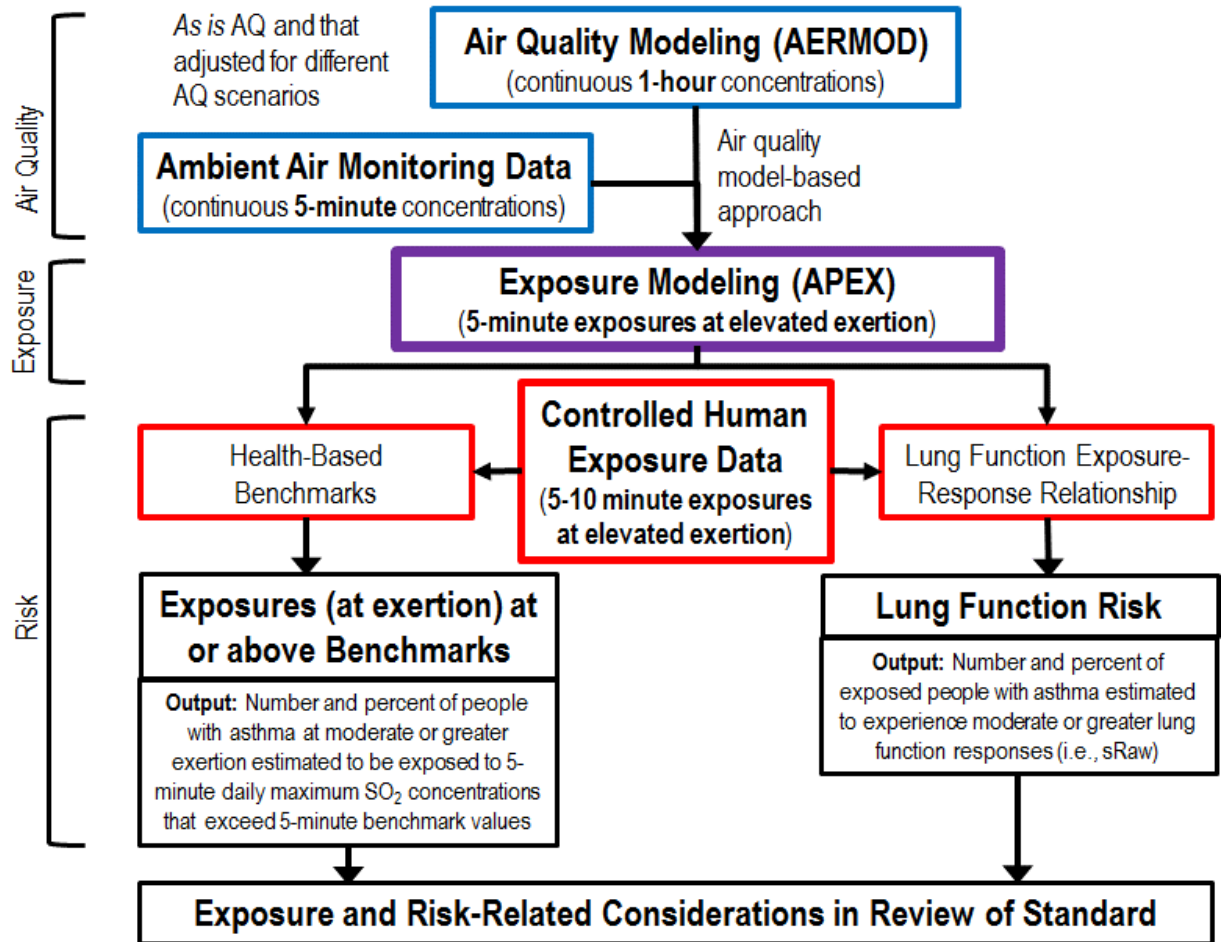 As is AQ and that
adjusted for different
AQ scenarios
Air Quality Modeling (AERMOD)
(continuous 1-hour concentrations)
Air Quality
Ambient Air Monitoring Data
(continuous 5-minute concentrations)
Air quality
model-based
approach
Exposure
Exposure Modeling (APEX)
(5-minute exposures at elevated exertion)
Risk
Health-Based
Benchmarks
Controlled Human
Exposure Data
(5-10 minute exposures
at elevated exertion)
Lung Function Exposure-
Response Relationship
Exposures (at exertion) at
or above Benchmarks
Output: Number and percent of people
with asthma at moderate or greater
exertion estimated to be exposed to 5-
minute daily maximum SO₂ concentrations
that exceed 5-minute benchmark values
Lung Function Risk
Output: Number and percent of
exposed people with asthma estimated
to experience moderate or greater lung
function responses (i.e., sRaw)
Exposure and Risk-Related Considerations in Review of Standard